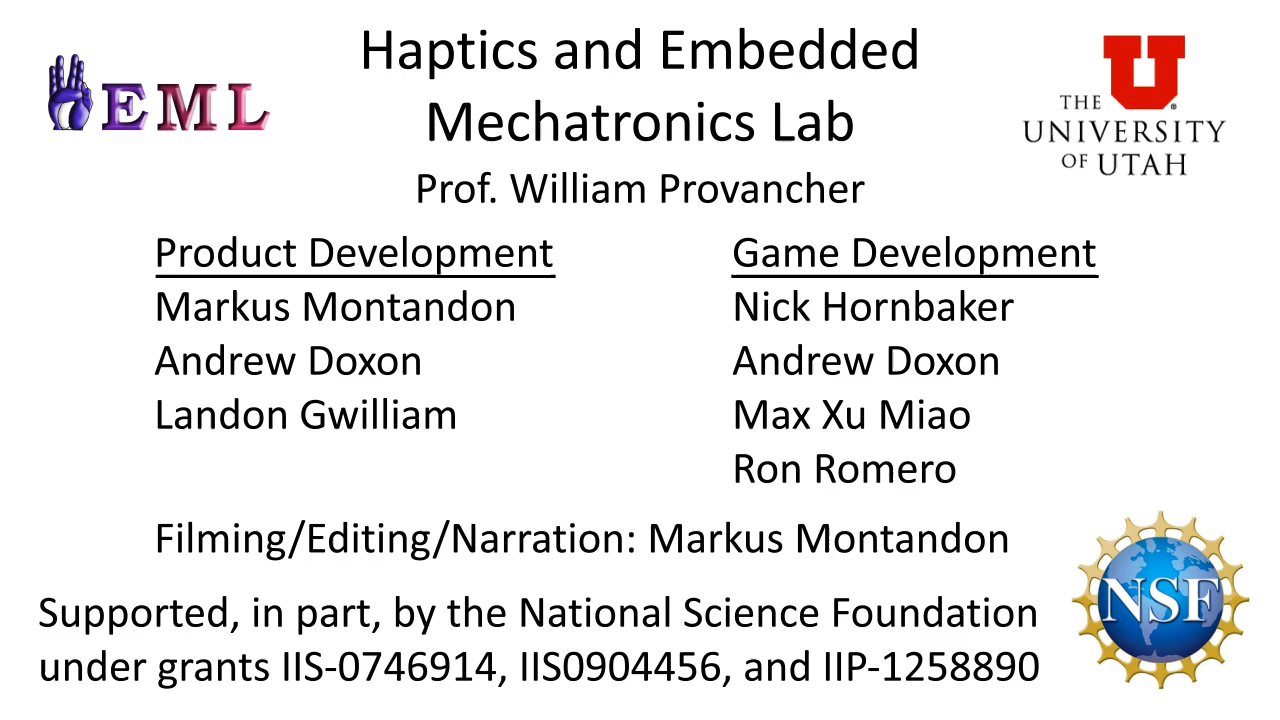 Haptics and Embedded
Mechatronics Lab
EML
U
THE
UNIVERSITY
OF UTAH
Prof. William Provancher
Product Development
Markus Montandon
Andrew Doxon
Landon Gwilliam
Game Development
Nick Hornbaker
Andrew Doxon
Max Xu Miao
Ron Romero
Filming/Editing/Narration: Markus Montandon
Supported, in part, by the National Science Foundation
under grants IIS-0746914, IIS0904456, and IIP-1258890
NSF